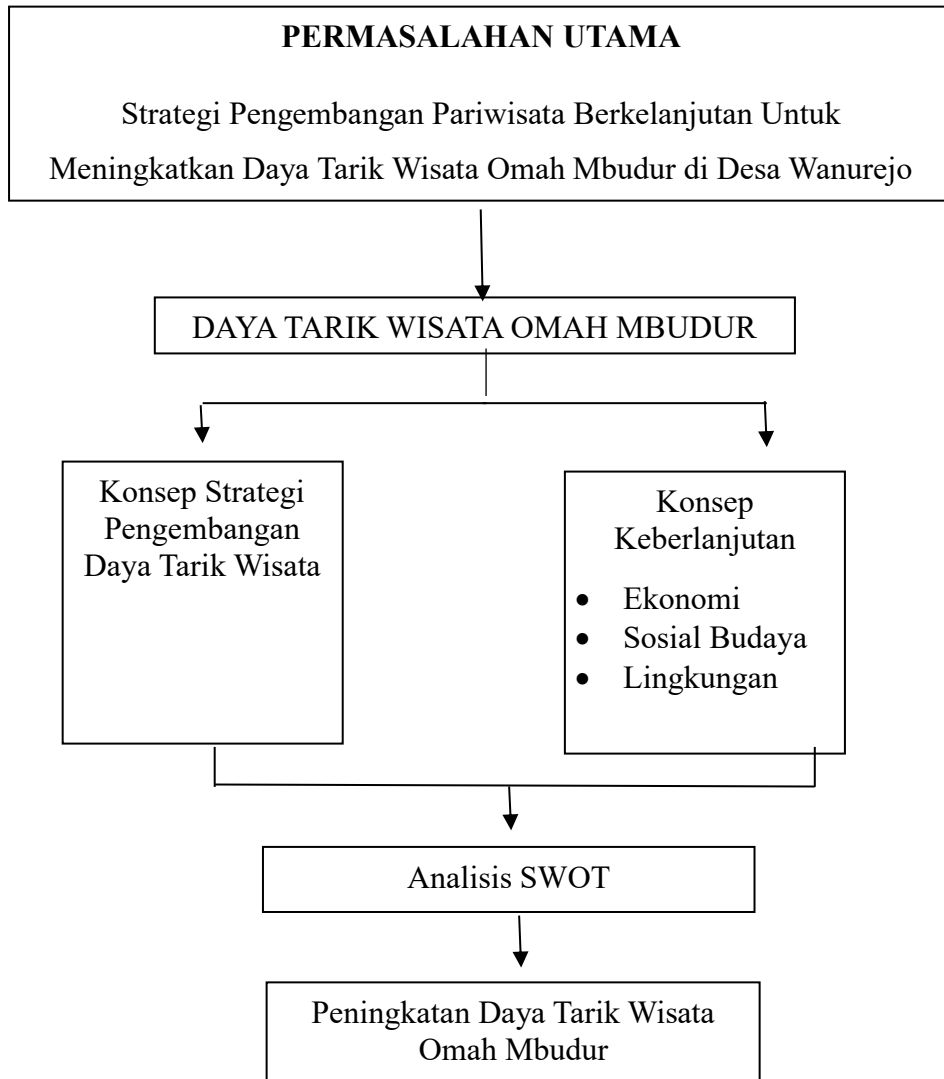 PERMASALAHAN UTAMA
Strategi Pengembangan Pariwisata Berkelanjutan Untuk
Meningkatkan Daya Tarik Wisata Omah Mbudur di Desa Wanurejo
DAYA TARIK WISATA OMAH MBUDUR
Konsep Strategi
Pengembangan
Daya Tarik Wisata
Konsep
Keberlanjutan
• Ekonomi
• Sosial Budaya
• Lingkungan
Analisis SWOT
Peningkatan Daya Tarik Wisata
Omah Mbudur